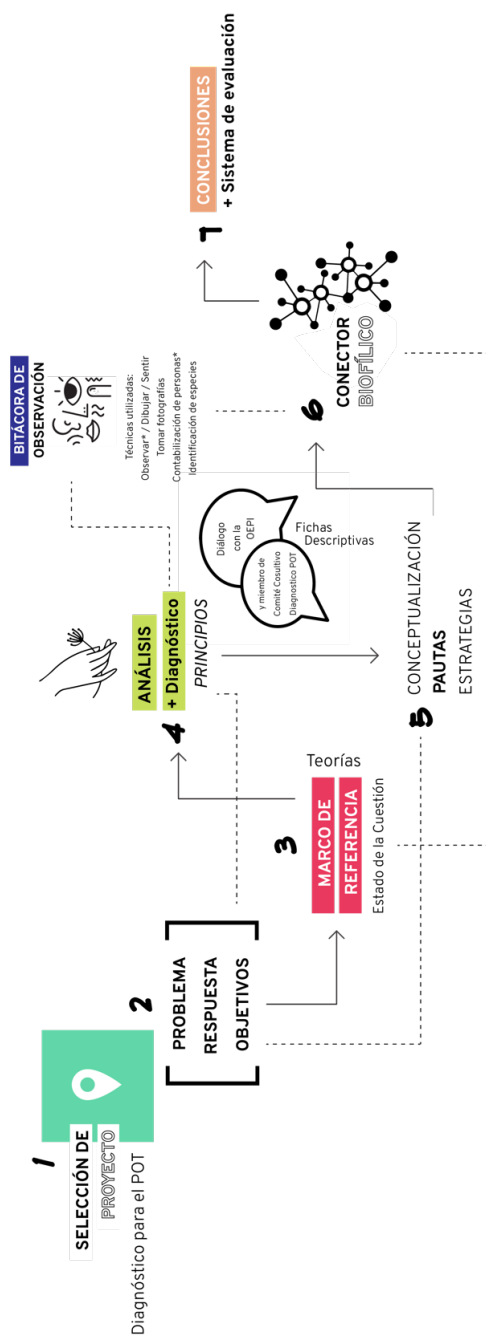 1
SELECCIÓN DE
PROYECTO
Diagnóstico para el POT
2
PROBLEMA
RESPUESTA
OBJETIVOS
3
Teorías
MARCO DE
REFERENCIA
Estado de la Cuestión
4
ANÁLISIS
+ Diagnóstico
PRINCIPIOS
Diálogo
con la
OEPI
y miembro de
Comité Cosultivo
Diagnostico POT
Fichas
Descriptivas
BITÁCORA DE
OBSERVACIÓN
Técnicas utilizadas:
Observar* / Dibujar / Sentir
Tomar fotografías
Contabilización de personas*
Identificación de especies
5
CONCEPTUALIZACIÓN
PAUTAS
ESTRATEGIAS
6
CONECTOR
BIOFÍLICO
7
CONCLUSIONES
+ Sistema de evaluación